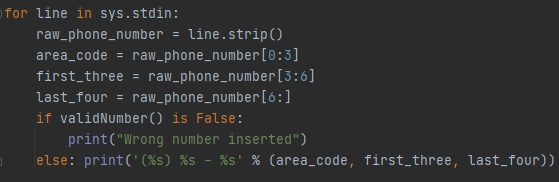 for line in sys.stdin:
    raw_phone_number = line.strip()
    area_code = raw_phone_number[0:3]
    first_three = raw_phone_number[3:6]
    last_four = raw_phone_number[6:]
    if validNumber() is False:
        print("Wrong number inserted")
    else: print('(%s) %s - %s' % (area_code, first_three, last_four))